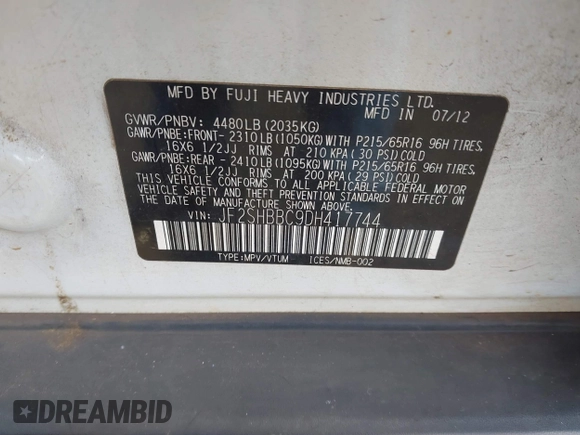 MFD BY FUJI HEAVY INDUSTRIES LTD.
GVWR/PNBV: 4480LB (2035KG) MFD IN 07/12
GAWR/PNBE:FRONT- 2310LB (1050KG) WITH P215/65R16 96H TIRES,
16X6 1/2JJ RIMS AT 210 KPA ( 30 PSI) COLD
GAWR/PNBE:REAR - 2410LB (1095KG) WITH P215/65R16 96H TIRES,
16X6 1/2JJ RIMS AT 200 KPA ( 29 PSI) COLD
THIS VEHICLE CONFORMS TO ALL APPLICABLE FEDERAL MOTOR
VEHICLE SAFETY AND THEFT PREVENTION STANDARDS IN EFFECT ON
THE DATE OF MANUFACTURE SHOWN ABOVE.
VIN: JF2SHBBC9DH417744
TYPE:MPV/VTUM ICES/NMB-002
DREAMBID